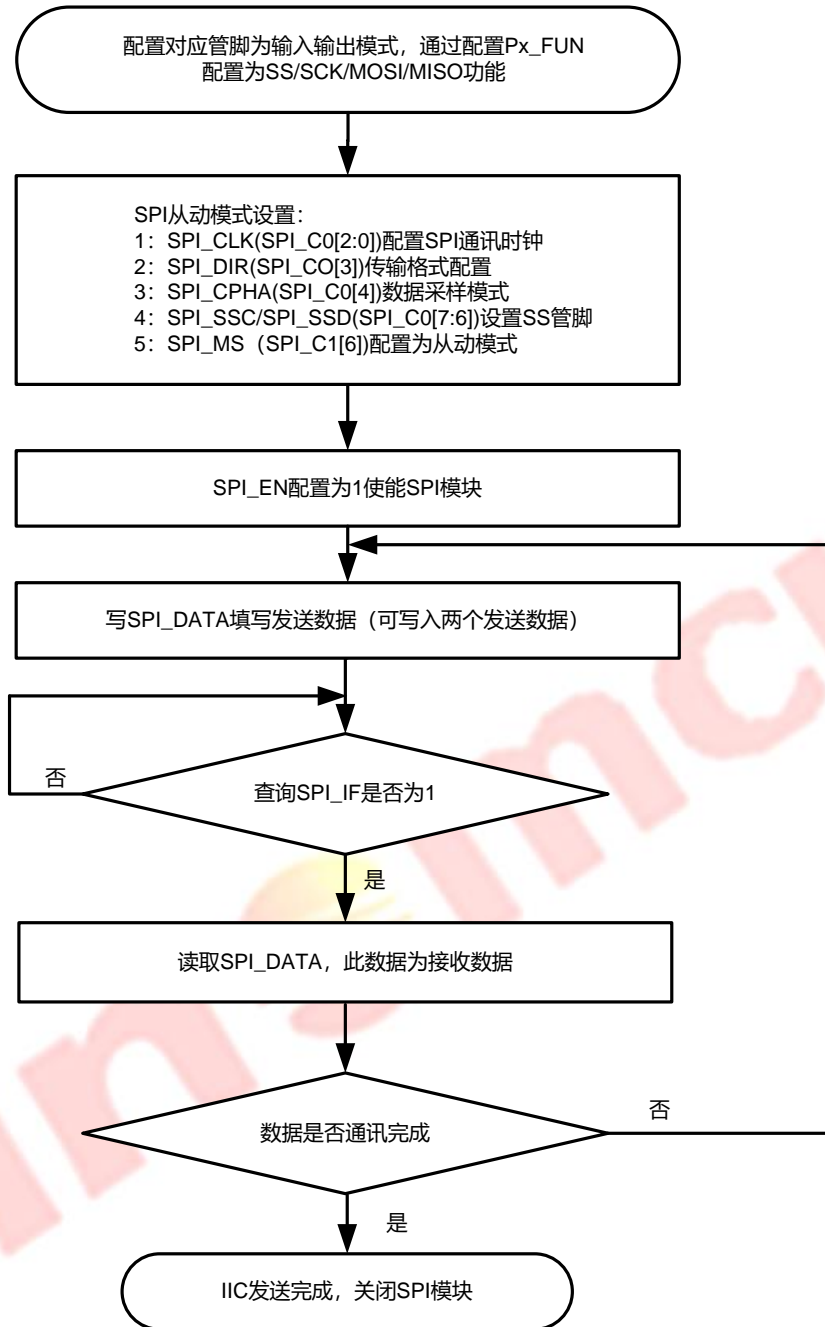 配置对应管脚为输入输出模式，通过配置Px_FUN
配置为SS/SCK/MOSI/MISO功能
SPI从动模式设置：
1：SPI_CLK(SPI_C0[2:0])配置SPI通讯时钟
2：SPI_DIR(SPI_CO[3])传输格式配置
3：SPI_CPHA(SPI_C0[4])数据采样模式
4：SPI_SSC/SPI_SSD(SPI_C0[7:6])设置SS管脚
5：SPI_MS（SPI_C1[6])配置为从动模式
SPI_EN配置为1使能SPI模块
写SPI_DATA填写发送数据（可写入两个发送数据）
否
查询SPI_IF是否为1
是
读取SPI_DATA，此数据为接收数据
否
数据是否通讯完成
是
IIC发送完成，关闭SPI模块